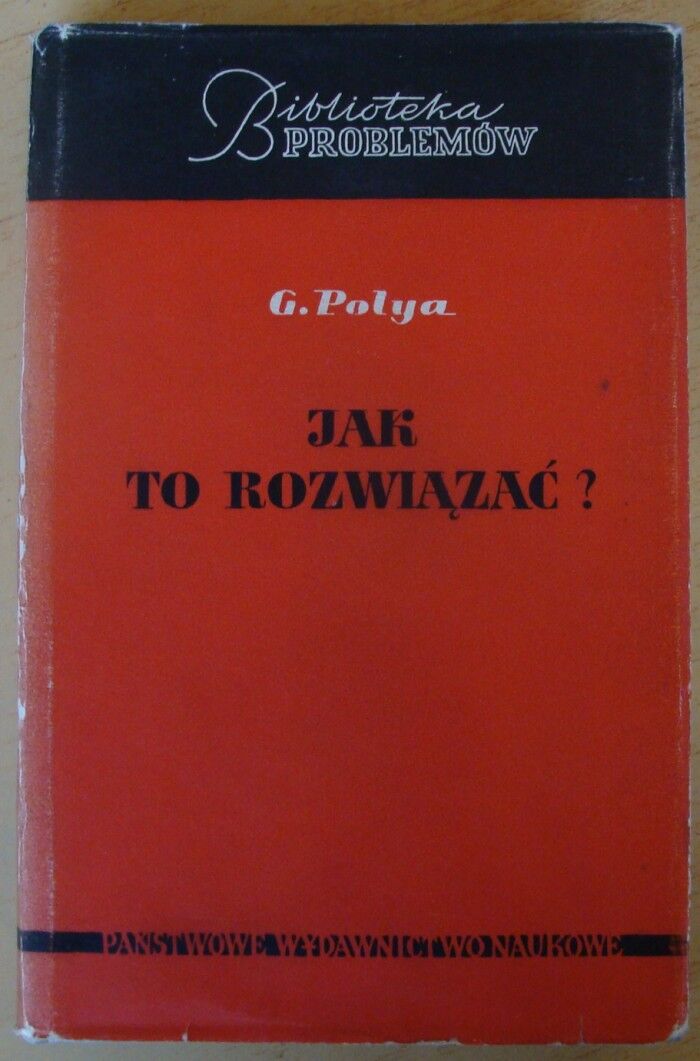 Biblioteka
PROBLEMÓW
G. Polya
JAK
TO ROZWIĄZAĆ?
PAŃSTWOWE WYDAWNICTWO NAUKOWE